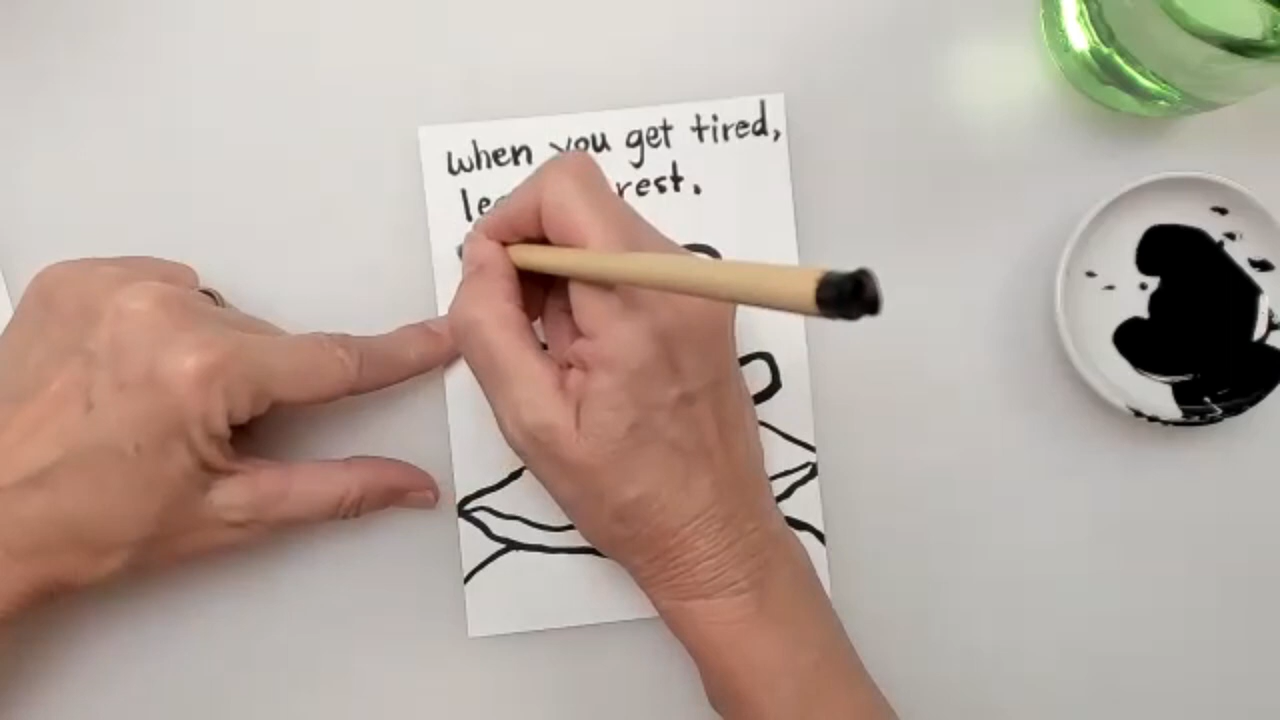 when you get tired,
rest.